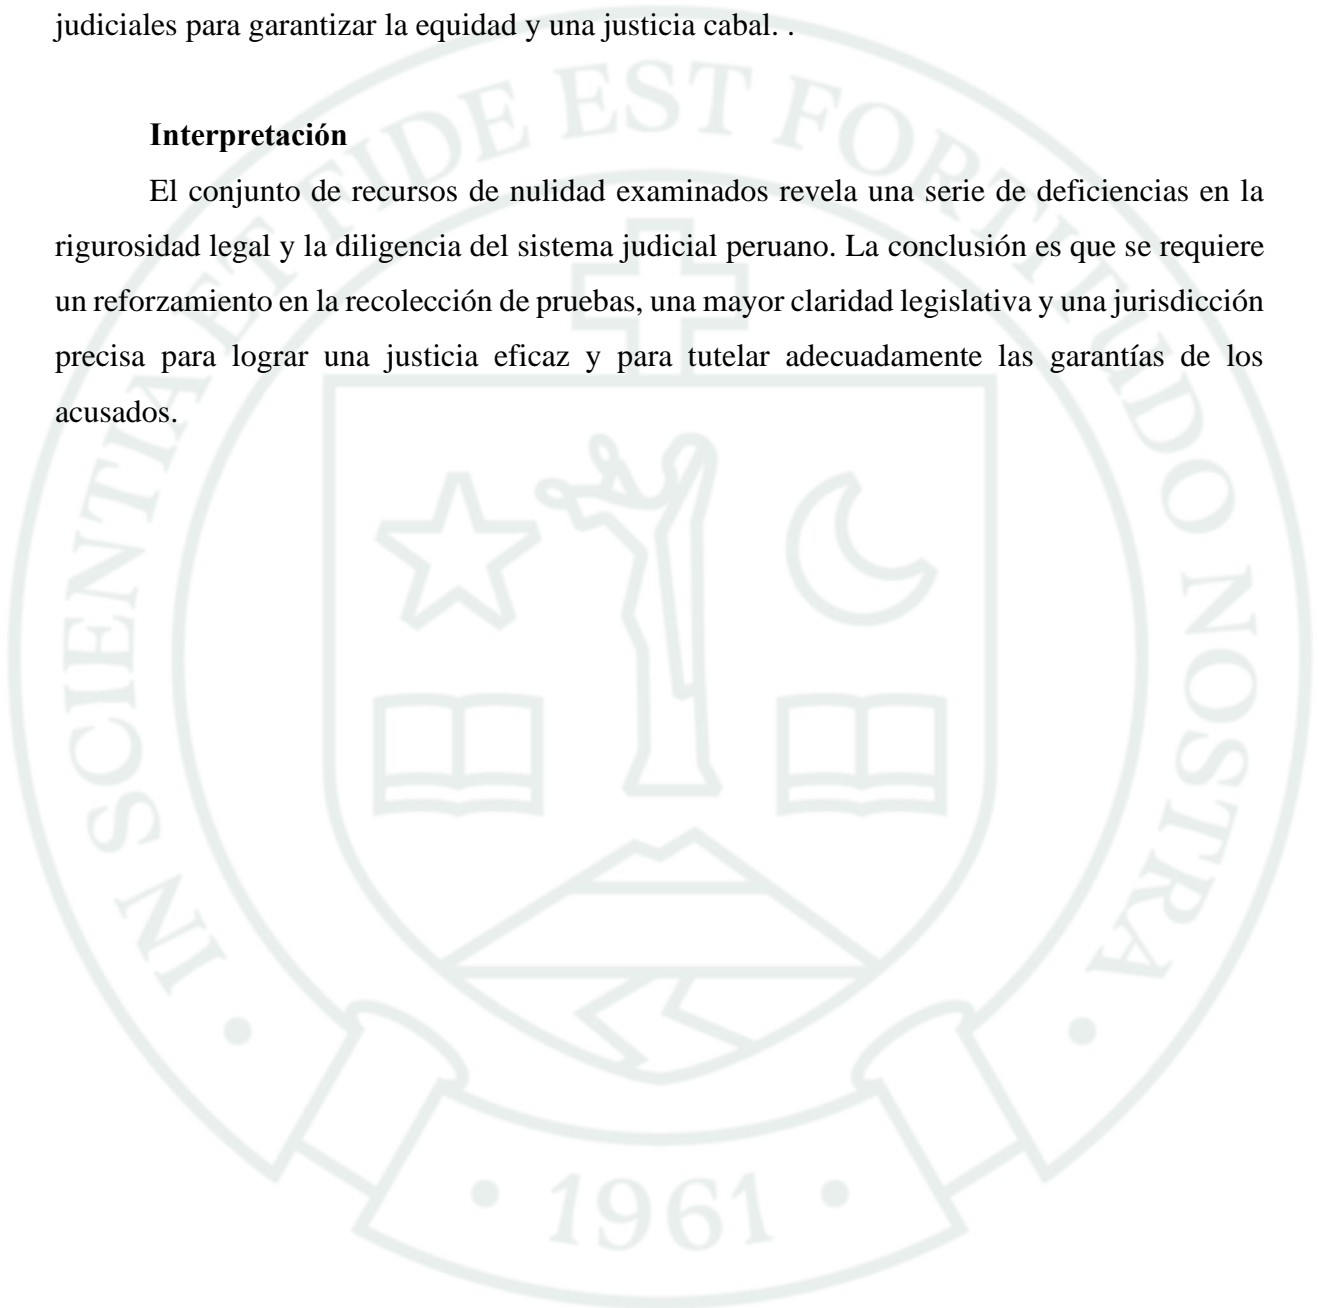 judiciales para garantizar la equidad y una justicia cabal. .
Interpretación
El conjunto de recursos de nulidad examinados revela una serie de deficiencias en la
rigurosidad legal y la diligencia del sistema judicial peruano. La conclusión es que se requiere
un reforzamiento en la recolección de pruebas, una mayor claridad legislativa y una jurisdicción
precisa para lograr una justicia eficaz y para tutelar adecuadamente las garantías de los
acusados.
IN SCIENTIA ET FIDE EST FORTITUDO NOSTRA
• 1961 •